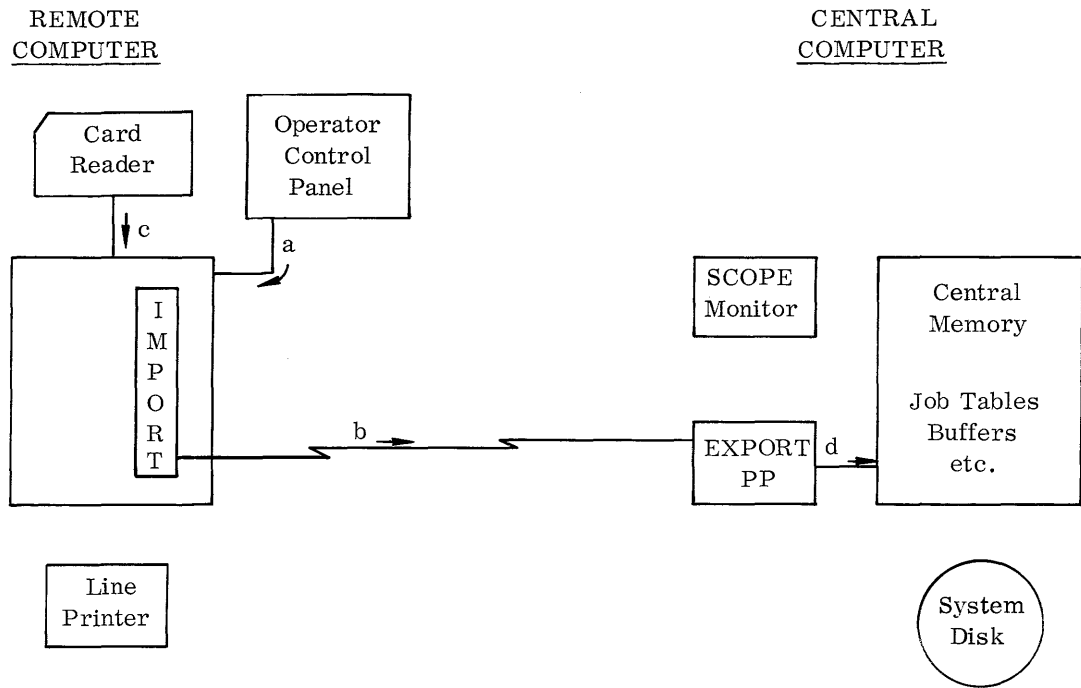 REMOTE
COMPUTER
CENTRAL
COMPUTER
Card
Reader
Operator
Control
Panel
c
a
I
M
P
O
R
T
SCOPE
Monitor
Central
Memory
Job Tables
Buffers
etc.
b
EXPORT
PP
d
Line
Printer
System
Disk